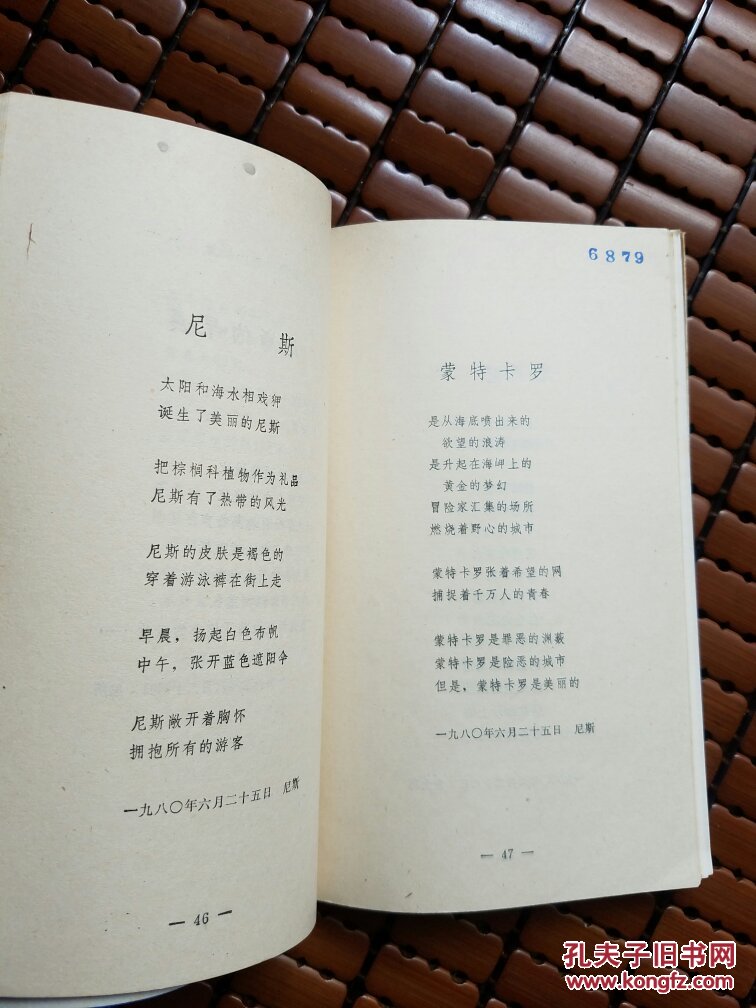 尼斯
太阳和海水相戏狎
诞生了美丽的尼斯
把棕榈科植物作为礼品
尼斯有了热带的风光
尼斯的皮肤是褐色的
穿着游泳裤在街上走
早晨，扬起白色布帆
中午，张开蓝色遮阳伞
尼斯敞开着胸怀
拥抱所有的游客
一九八〇年六月二十五日　尼斯
— 46 —
6879
蒙特卡罗
是从海底喷出来的
欲望的浪涛
是升起在海岬上的
黄金的梦幻
冒险家汇集的场所
燃烧着野心的城市
蒙特卡罗张着希望的网
捕捉着千万人的青春
蒙特卡罗是罪恶的渊薮
蒙特卡罗是险恶的城市
但是，蒙特卡罗是美丽的
一九八〇年六月二十五日　尼斯
— 47 —
孔夫子旧书网
www.kongfz.com